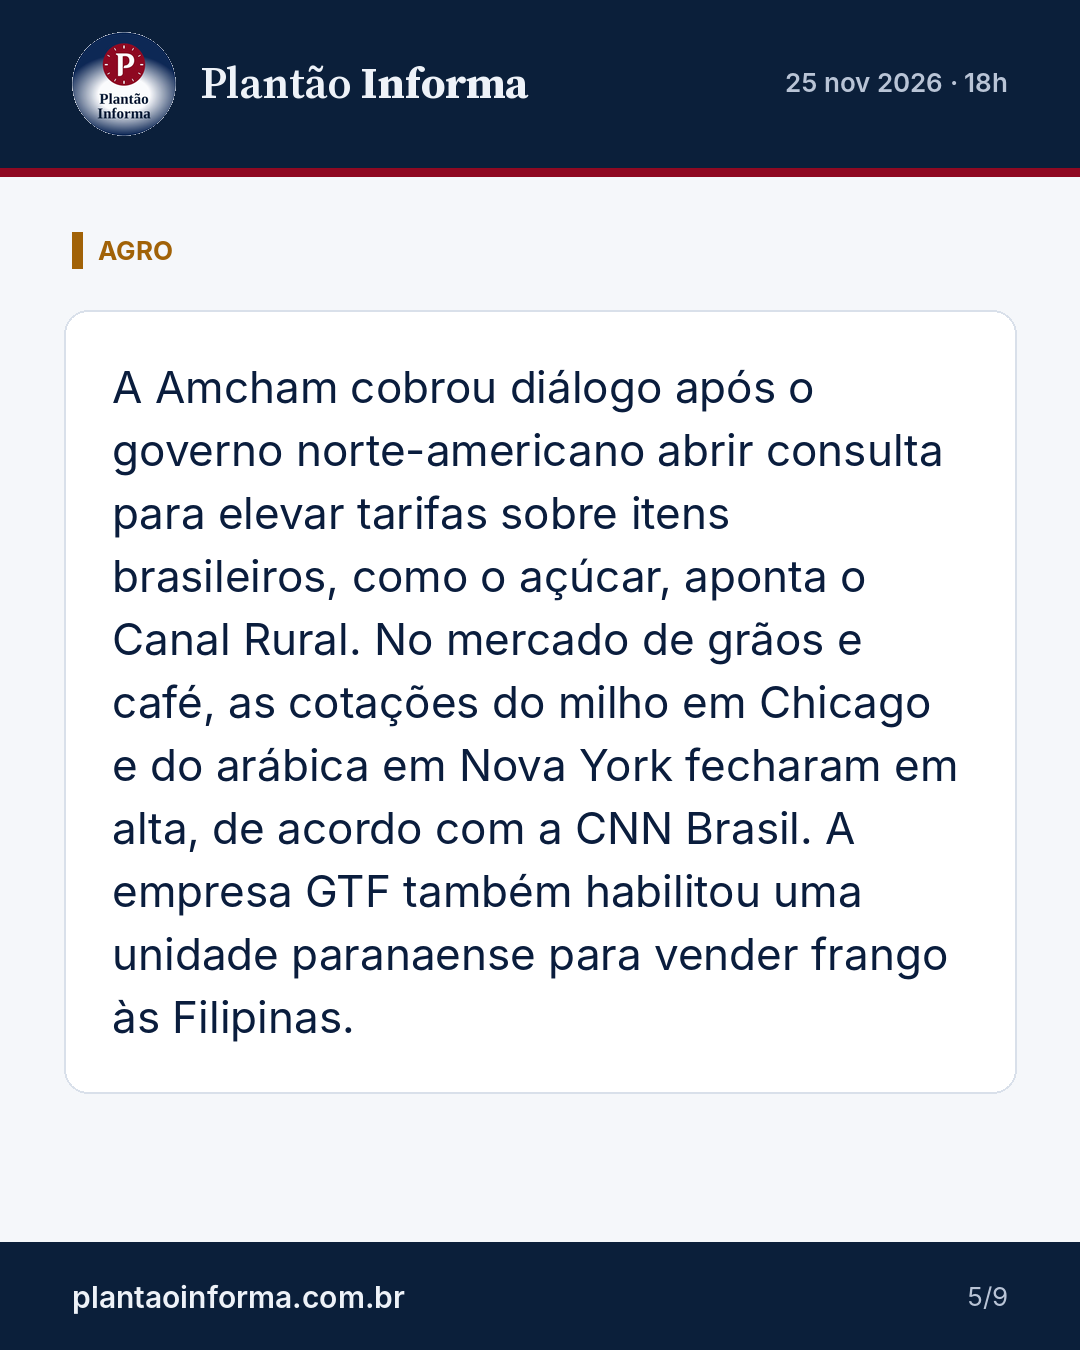 P
Plantão
Informa
Plantão Informa
25 nov 2026 · 18h
AGRO
A Amcham cobrou diálogo após o
governo norte-americano abrir consulta
para elevar tarifas sobre itens
brasileiros, como o açúcar, aponta o
Canal Rural. No mercado de grãos e
café, as cotações do milho em Chicago
e do arábica em Nova York fecharam em
alta, de acordo com a CNN Brasil. A
empresa GTF também habilitou uma
unidade paranaense para vender frango
às Filipinas.
plantaoinforma.com.br
5/9